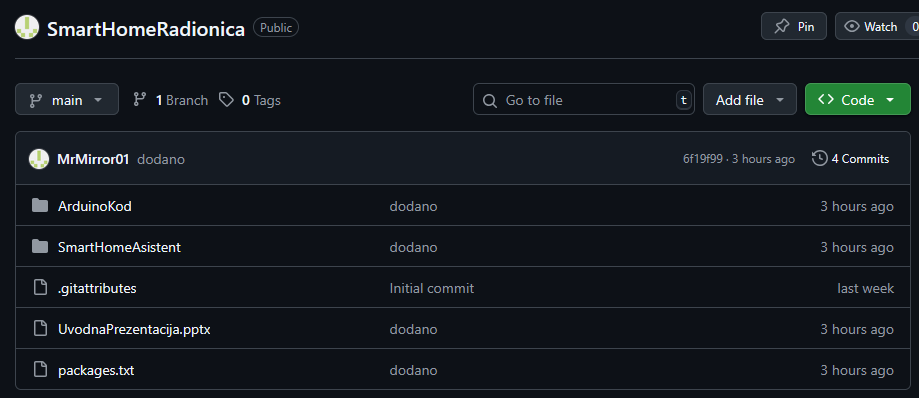 SmartHomeRadionica Public Pin Watch 0
main 1 Branch 0 Tags Go to file t Add file Code
MrMirror01 dodano 6f19f99 · 3 hours ago 4 Commits
ArduinoKod dodano 3 hours ago
SmartHomeAsistent dodano 3 hours ago
.gitattributes Initial commit last week
UvodnaPrezentacija.pptx dodano 3 hours ago
packages.txt dodano 3 hours ago